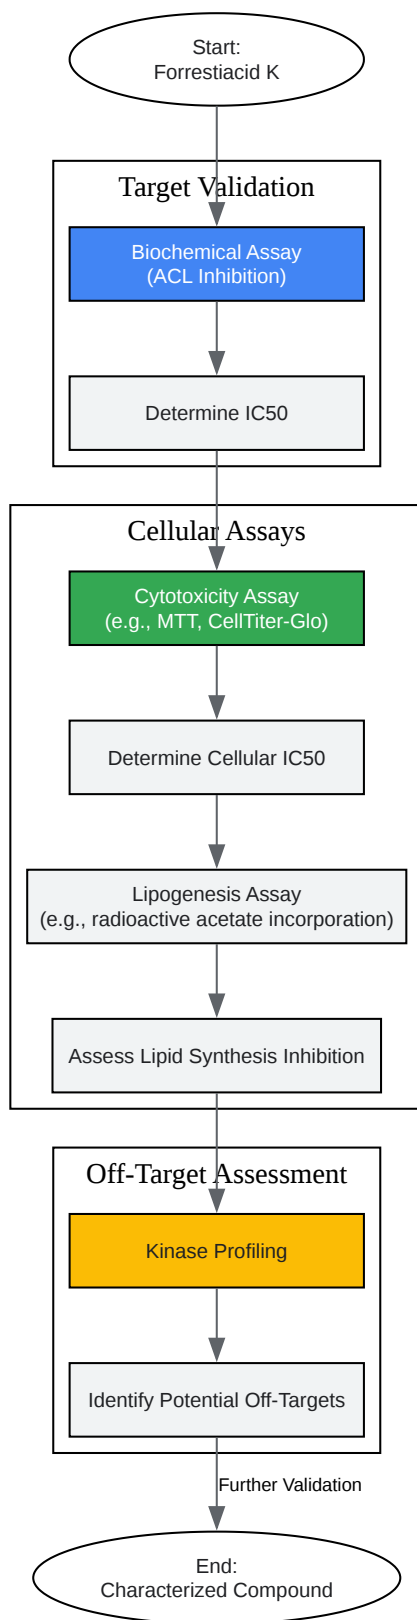 Start:
Forrestiacid K
Target Validation
Biochemical Assay
(ACL Inhibition)
Determine IC50
Cellular Assays
Cytotoxicity Assay
(e.g., MTT, CellTiter-Glo)
Determine Cellular IC50
Lipogenesis Assay
(e.g., radioactive acetate incorporation)
Assess Lipid Synthesis Inhibition
Off-Target Assessment
Kinase Profiling
Identify Potential Off-Targets
Further Validation
End:
Characterized Compound